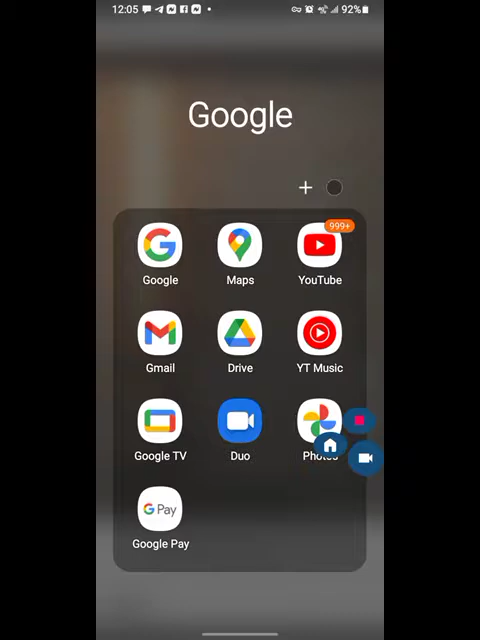 12:05 92%
Google
999+
Google Maps YouTube
Gmail Drive YT Music
Google TV Duo Photos
G Pay
Google Pay